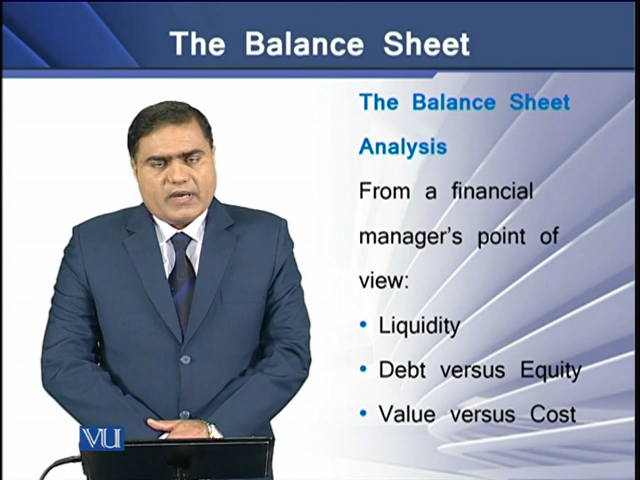 The Balance Sheet
The Balance Sheet
Analysis
From a financial
manager's point of
view:
• Liquidity
• Debt versus Equity
• Value versus Cost
VU